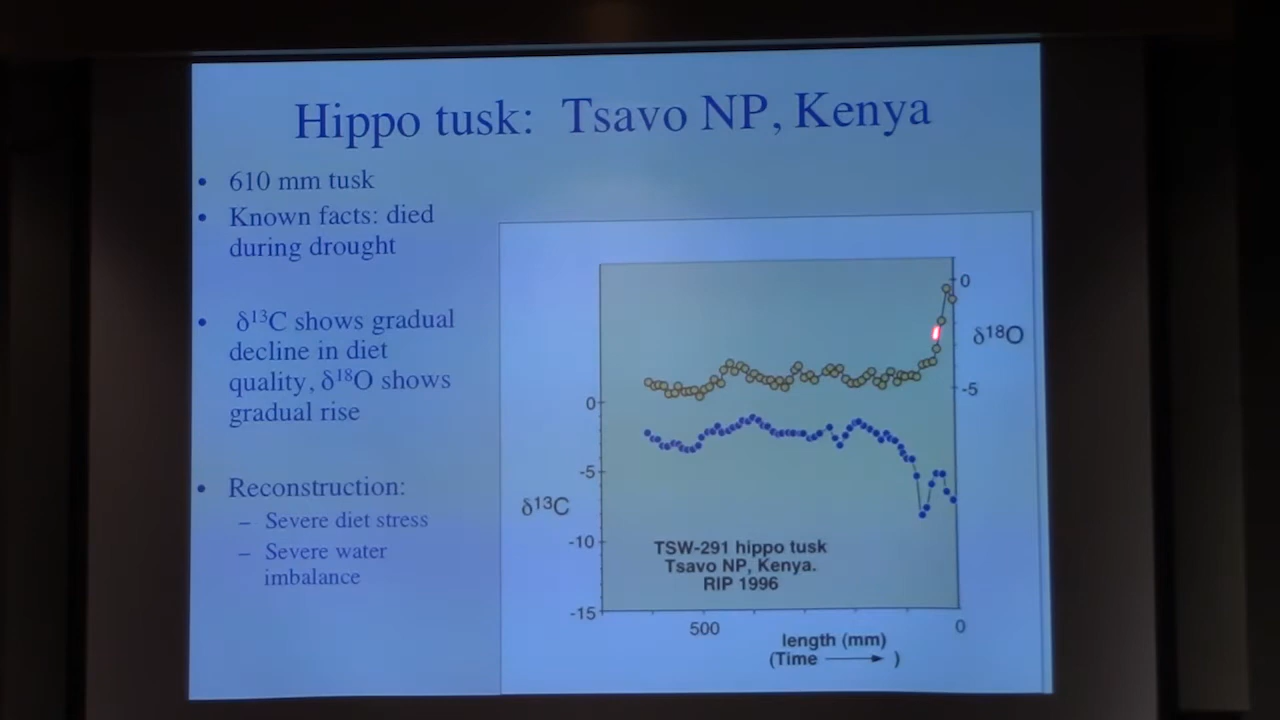 Hippo tusk: Tsavo NP, Kenya
• 610 mm tusk
• Known facts: died
during drought
• δ¹³C shows gradual
decline in diet
quality, δ¹⁸O shows
gradual rise
• Reconstruction:
– Severe diet stress
– Severe water
imbalance
0
δ¹⁸O
-5
0
-5
δ¹³C
-10
-15
TSW-291 hippo tusk
Tsavo NP, Kenya.
RIP 1996
500
0
length (mm)
(Time → )